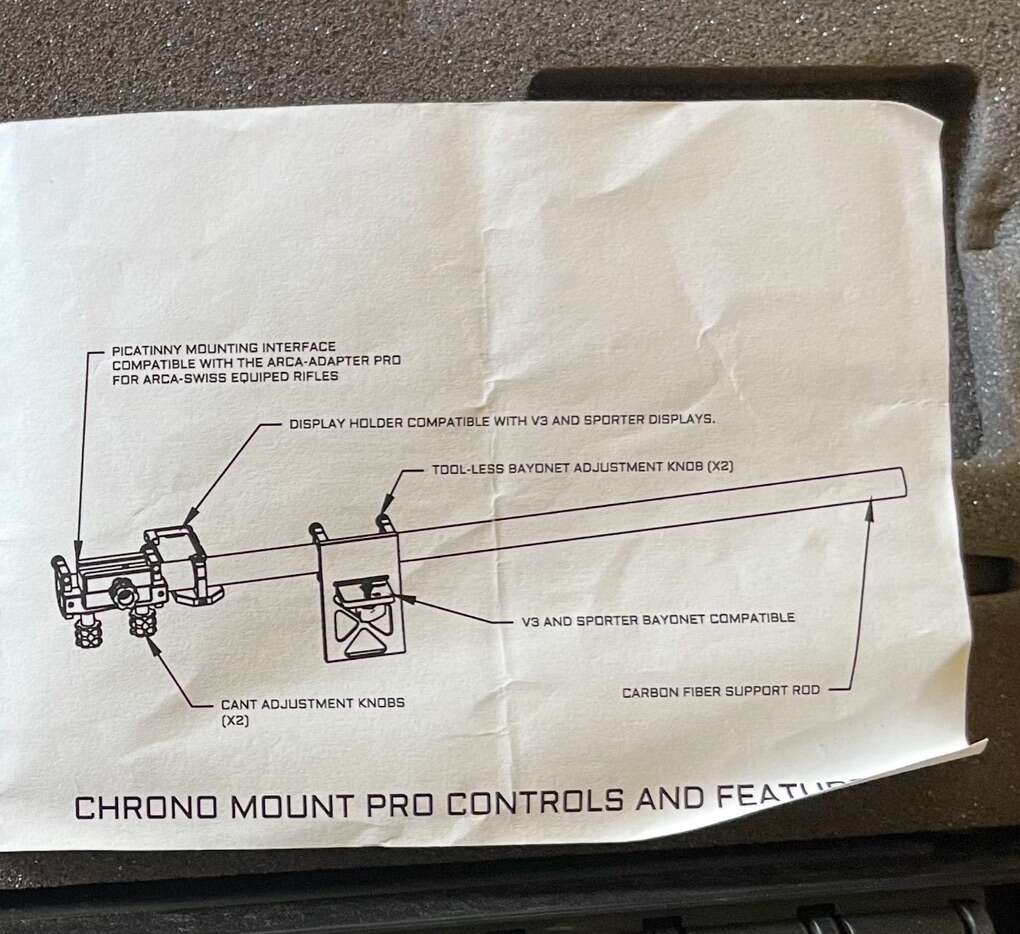 PICATINNY MOUNTING INTERFACE
COMPATIBLE WITH THE ARCA-ADAPTER PRO
FOR ARCA-SWISS EQUIPED RIFLES
DISPLAY HOLDER COMPATIBLE WITH V3 AND SPORTER DISPLAYS.
TOOL-LESS BAYONET ADJUSTMENT KNOB (X2)
V3 AND SPORTER BAYONET COMPATIBLE
CARBON FIBER SUPPORT ROD
CANT ADJUSTMENT KNOBS
(X2)
CHRONO MOUNT PRO CONTROLS AND